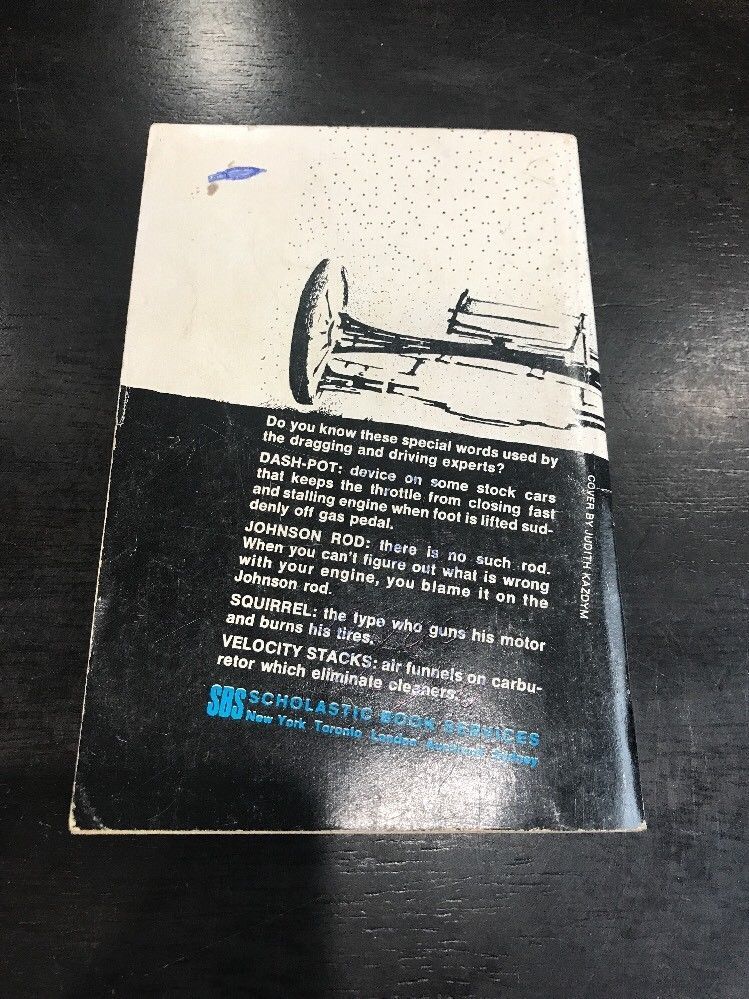 Do you know these special words used by
the dragging and driving experts?
DASH-POT: device on some stock cars
that keeps the throttle from closing fast
and stalling engine when foot is lifted sud-
denly off gas pedal.
JOHNSON ROD: there is no such rod.
When you can't figure out what is wrong
with your engine, you blame it on the
Johnson rod.
SQUIRREL: the type who guns his motor
and burns his tires.
VELOCITY STACKS: air funnels on carbu-
retor which eliminate cleaners.
SBS SCHOLASTIC BOOK SERVICES
New York Toronto London Auckland Sydney
COVER BY JUDITH KAZDYM